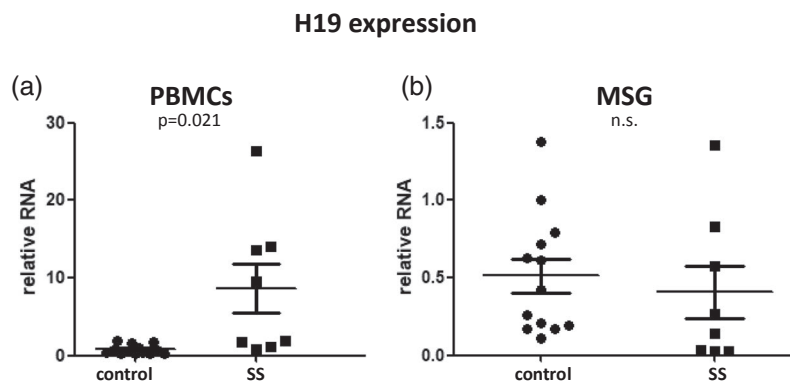 H19 expression
(a)
PBMCs
p=0.021
relative RNA
30
20
10
0
control
SS
(b)
MSG
n.s.
relative RNA
1.5
1.0
0.5
0.0
control
SS